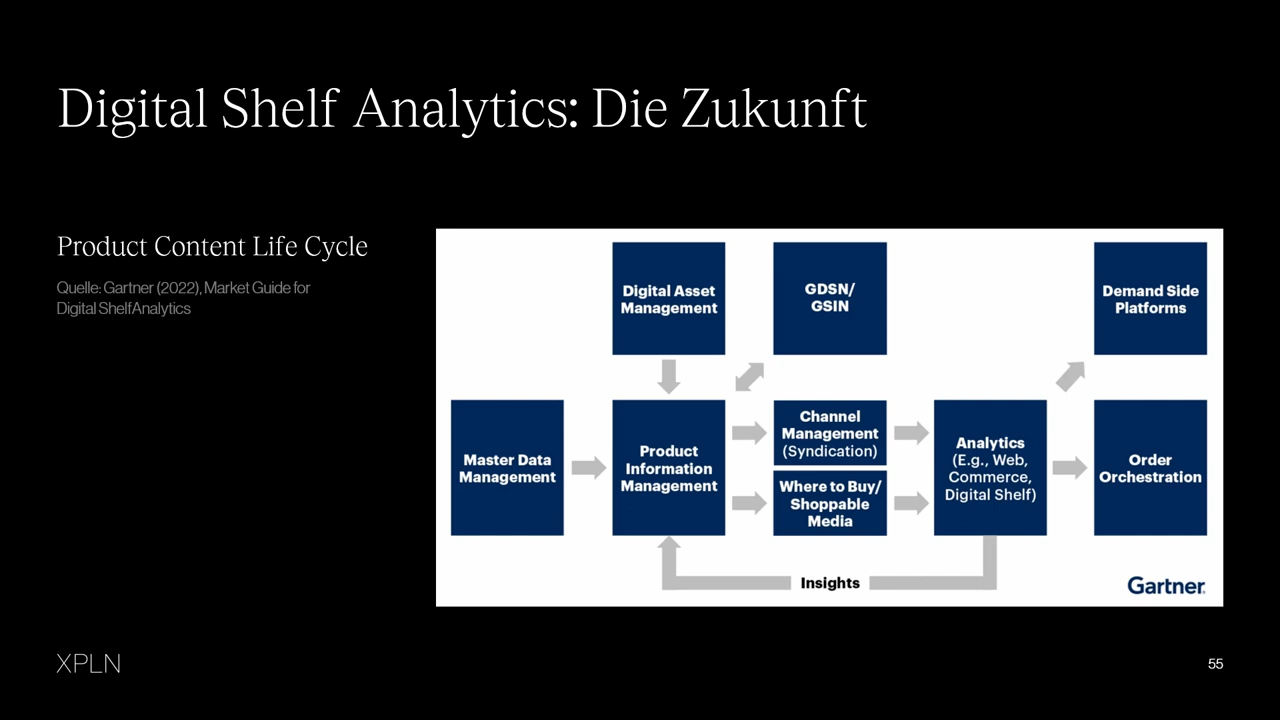 Digital Shelf Analytics: Die Zukunft
Product Content Life Cycle
Quelle: Gartner (2022), Market Guide for
Digital ShelfAnalytics
Digital Asset
Management
GDSN/
GSIN
Demand Side
Platforms
Master Data
Management
Product
Information
Management
Channel
Management
(Syndication)
Where to Buy/
Shoppable
Media
Analytics
(E.g., Web,
Commerce,
Digital Shelf)
Order
Orchestration
Insights
Gartner®
XPLN
55